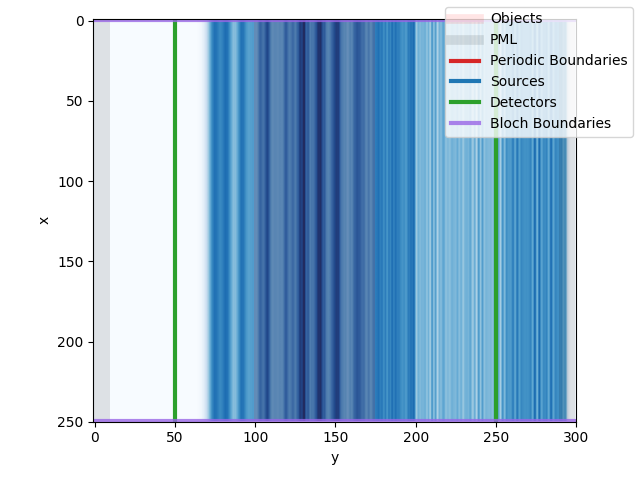 Objects
PML
Periodic Boundaries
Sources
Detectors
Bloch Boundaries
0
50
100
150
200
250
x
0 50 100 150 200 250 300
y